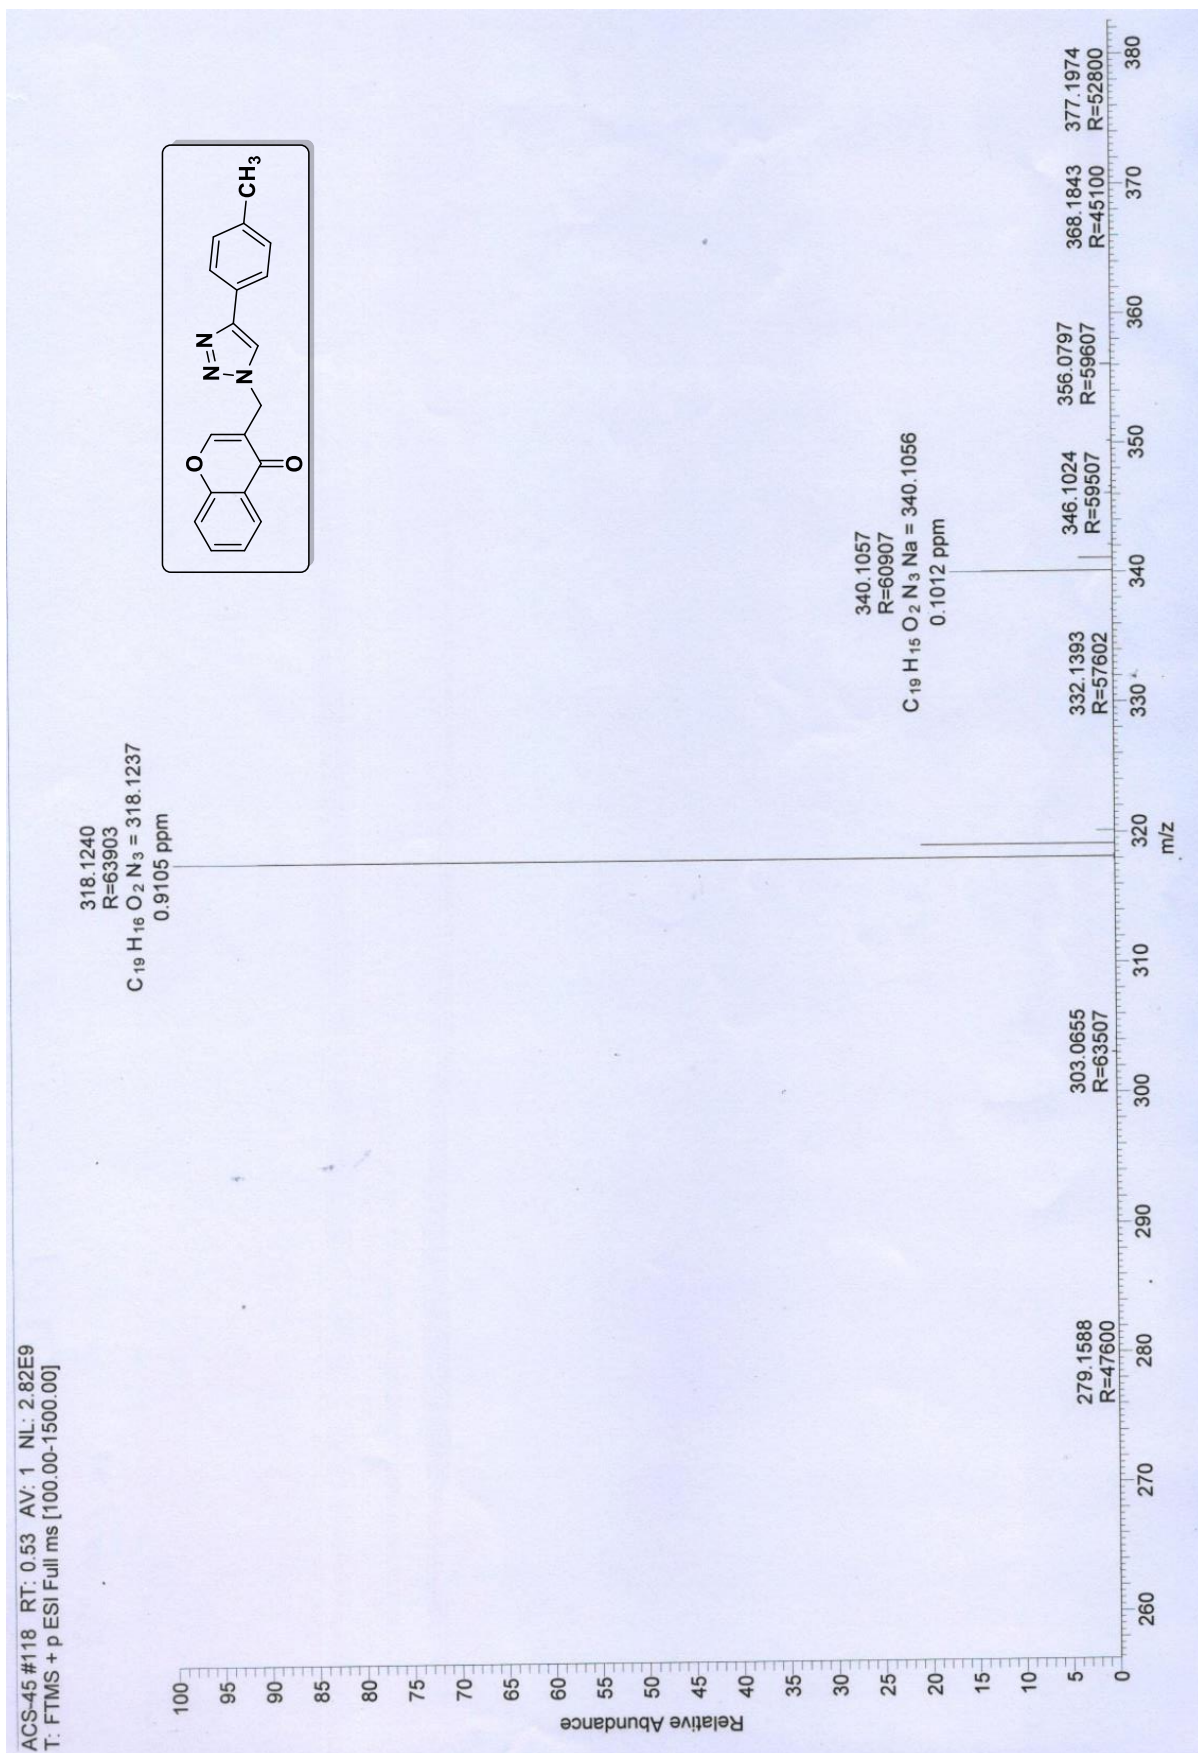 ACS-45 #118 RT: 0.53 AV: 1 NL: 2.82E9
T: FTMS + p ESI Full ms [100.00-1500.00]
O
O
N
N
N
CH3
318.1240
R=63903
C19 H16 O2 N3 = 318.1237
0.9105 ppm
340.1057
R=60907
C19 H15 O2 N3 Na = 340.1056
0.1012 ppm
279.1588
R=47600
303.0655
R=63507
332.1393
R=57602
346.1024
R=59507
356.0797
R=59607
368.1843
R=45100
377.1974
R=52800
Relative Abundance
100
95
90
85
80
75
70
65
60
55
50
45
40
35
30
25
20
15
10
5
0
260 270 280 290 300 310 320 330 340 350 360 370 380
m/z